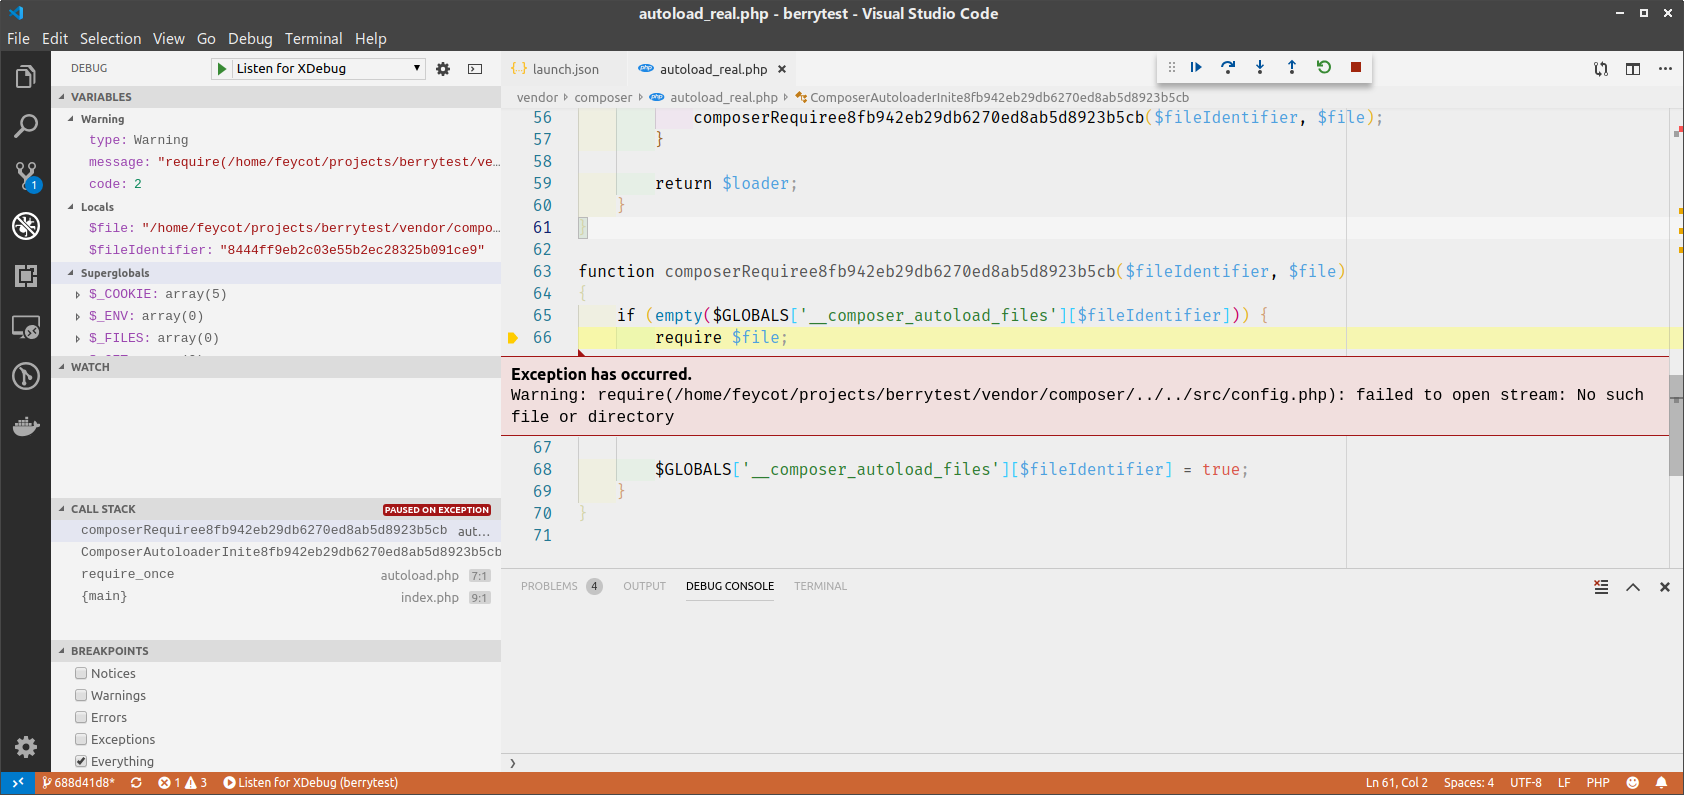 autoload_real.php - berrytest - Visual Studio Code
File Edit Selection View Go Debug Terminal Help
DEBUG
Listen for XDebug
VARIABLES
Warning
type: Warning
message: "require(/home/feycot/projects/berrytest/ve...
code: 2
Locals
$file: "/home/feycot/projects/berrytest/vendor/compo...
$fileIdentifier: "8444ff9eb2c03e55b2ec28325b091ce9"
Superglobals
$_COOKIE: array(5)
$_ENV: array(0)
$_FILES: array(0)
WATCH
CALL STACK PAUSED ON EXCEPTION
composerRequiree8fb942eb29db6270ed8ab5d8923b5cb aut...
ComposerAutoloaderInite8fb942eb29db6270ed8ab5d8923b5cb
require_once autoload.php 7:1
{main} index.php 9:1
BREAKPOINTS
Notices
Warnings
Errors
Exceptions
Everything
1
launch.json php autoload_real.php
vendor composer php autoload_real.php ComposerAutoloaderInite8fb942eb29db6270ed8ab5d8923b5cb
56 composerRequiree8fb942eb29db6270ed8ab5d8923b5cb($fileIdentifier, $file);
57 }
58
59 return $loader;
60 }
61 }
62
63 function composerRequiree8fb942eb29db6270ed8ab5d8923b5cb($fileIdentifier, $file)
64 {
65 if (empty($GLOBALS['__composer_autoload_files'][$fileIdentifier])) {
66 require $file;
Exception has occurred.
Warning: require(/home/feycot/projects/berrytest/vendor/composer/../../src/config.php): failed to open stream: No such
file or directory
67
68 $GLOBALS['__composer_autoload_files'][$fileIdentifier] = true;
69 }
70 }
71
PROBLEMS 4 OUTPUT DEBUG CONSOLE TERMINAL
688d41d8* 1 3 Listen for XDebug (berrytest) Ln 61, Col 2 Spaces: 4 UTF-8 LF PHP